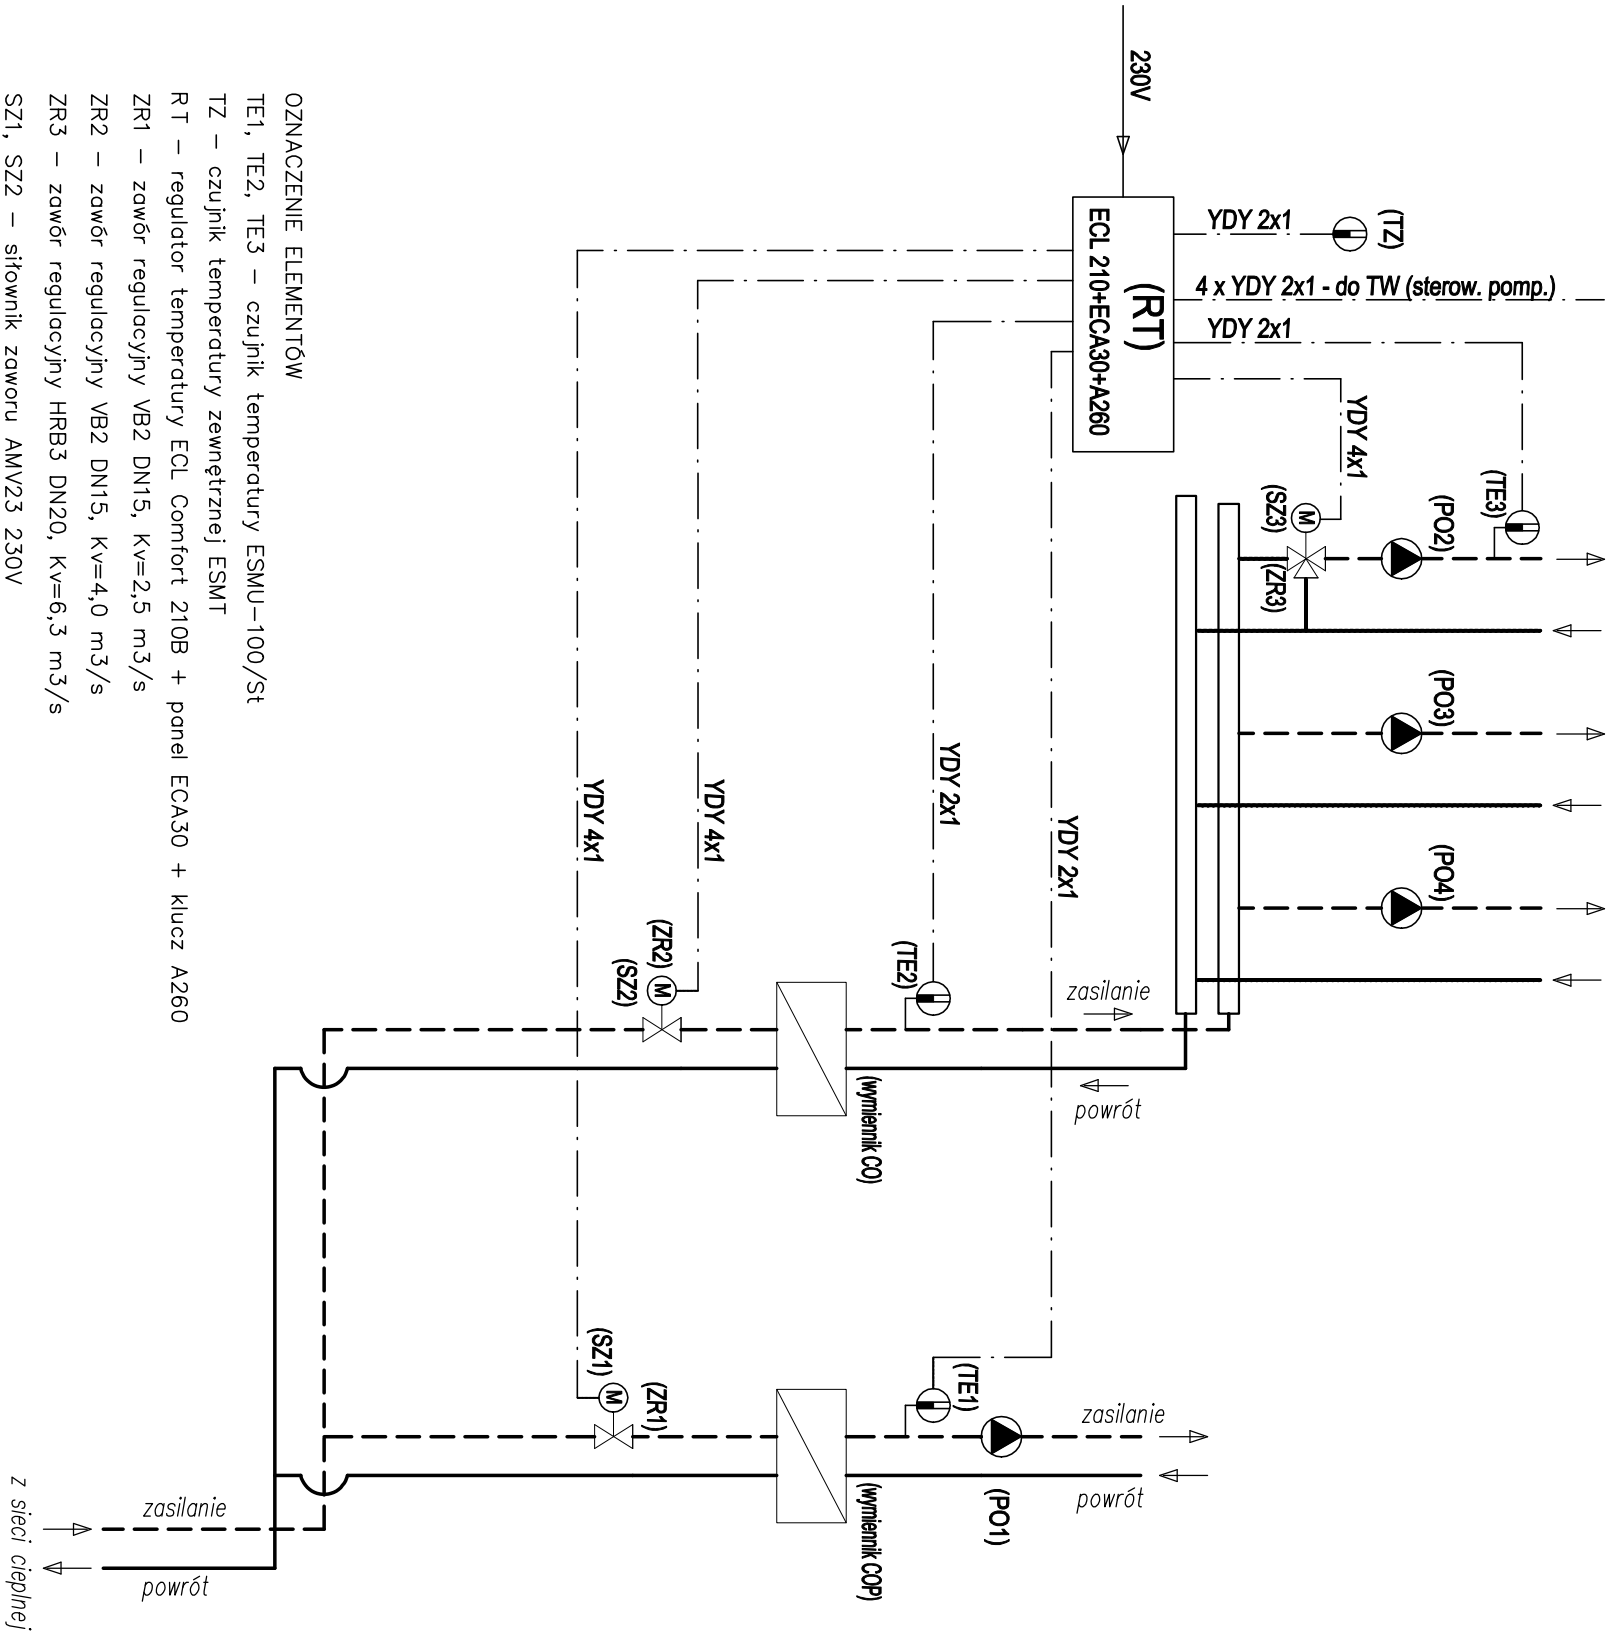 230V
(RT)
ECL 210+ECA30+A260
YDY 2x1
(TZ)
4 x YDY 2x1 - do TW (sterow. pomp.)
YDY 2x1
YDY 4x1
(TE3)
(SZ3)
M
(ZR3)
(PO2)
(PO3)
(PO4)
YDY 4x1
YDY 4x1
YDY 2x1
YDY 2x1
(ZR2)
(SZ2)
M
(TE2)
zasilanie
powrót
(wymiennik CO)
(SZ1)
M
(ZR1)
(TE1)
(PO1)
zasilanie
powrót
(wymiennik COP)
zasilanie
powrót
z sieci cieplnej
OZNACZENIE ELEMENTÓW
TE1, TE2, TE3 – czujnik temperatury ESMU–100/St
TZ – czujnik temperatury zewnętrznej ESMT
RT – regulator temperatury ECL Comfort 210B + panel ECA30 + klucz A260
ZR1 – zawór regulacyjny VB2 DN15, Kv=2,5 m3/s
ZR2 – zawór regulacyjny VB2 DN15, Kv=4,0 m3/s
ZR3 – zawór regulacyjny HRB3 DN20, Kv=6,3 m3/s
SZ1, SZ2 – siłownik zaworu AMV23 230V